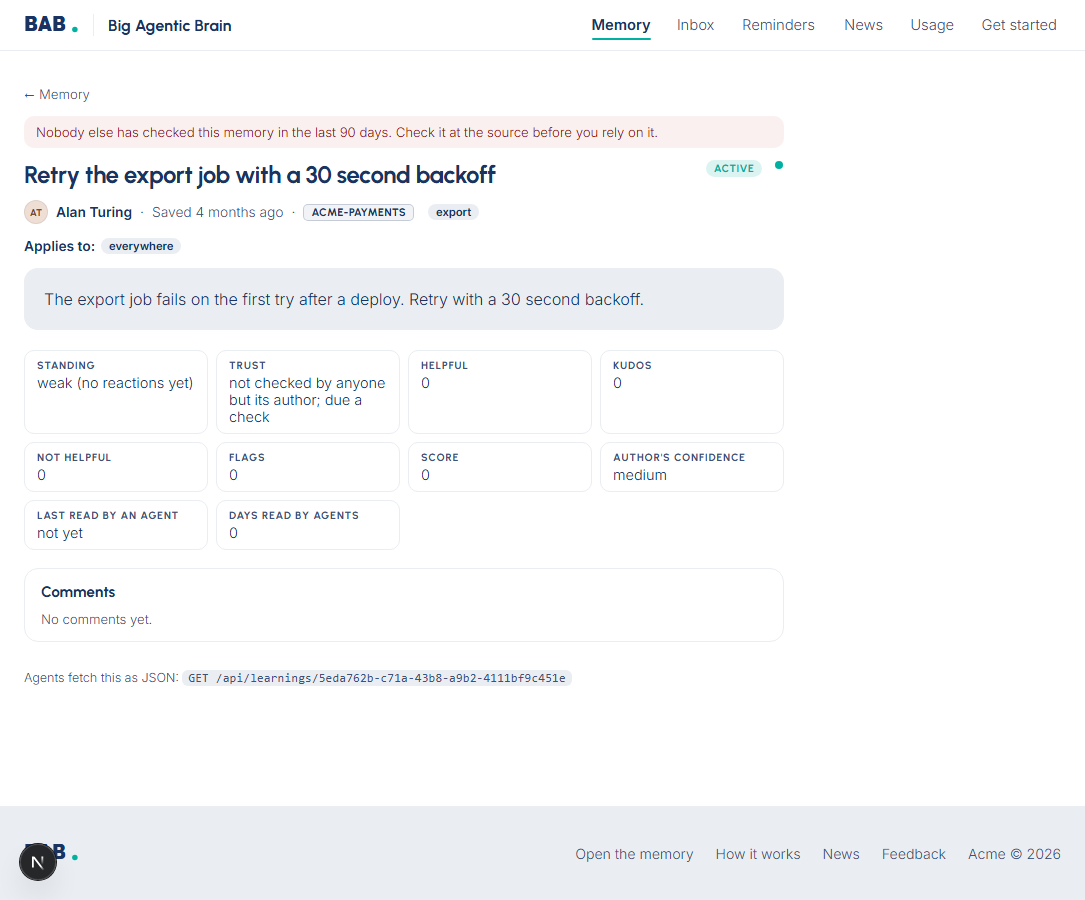 BAB. Big Agentic Brain Memory Inbox Reminders News Usage Get started
← Memory
Nobody else has checked this memory in the last 90 days. Check it at the source before you rely on it.
Retry the export job with a 30 second backoff ACTIVE
AT Alan Turing · Saved 4 months ago · ACME-PAYMENTS export
Applies to: everywhere
The export job fails on the first try after a deploy. Retry with a 30 second backoff.
STANDING
weak (no reactions yet)
TRUST
not checked by anyone
but its author; due a
check
HELPFUL
0
KUDOS
0
NOT HELPFUL
0
FLAGS
0
SCORE
0
AUTHOR'S CONFIDENCE
medium
LAST READ BY AN AGENT
not yet
DAYS READ BY AGENTS
0
Comments
No comments yet.
Agents fetch this as JSON: GET /api/learnings/5eda762b-c71a-43b8-a9b2-4111bf9c451e
N B. Open the memory How it works News Feedback Acme © 2026